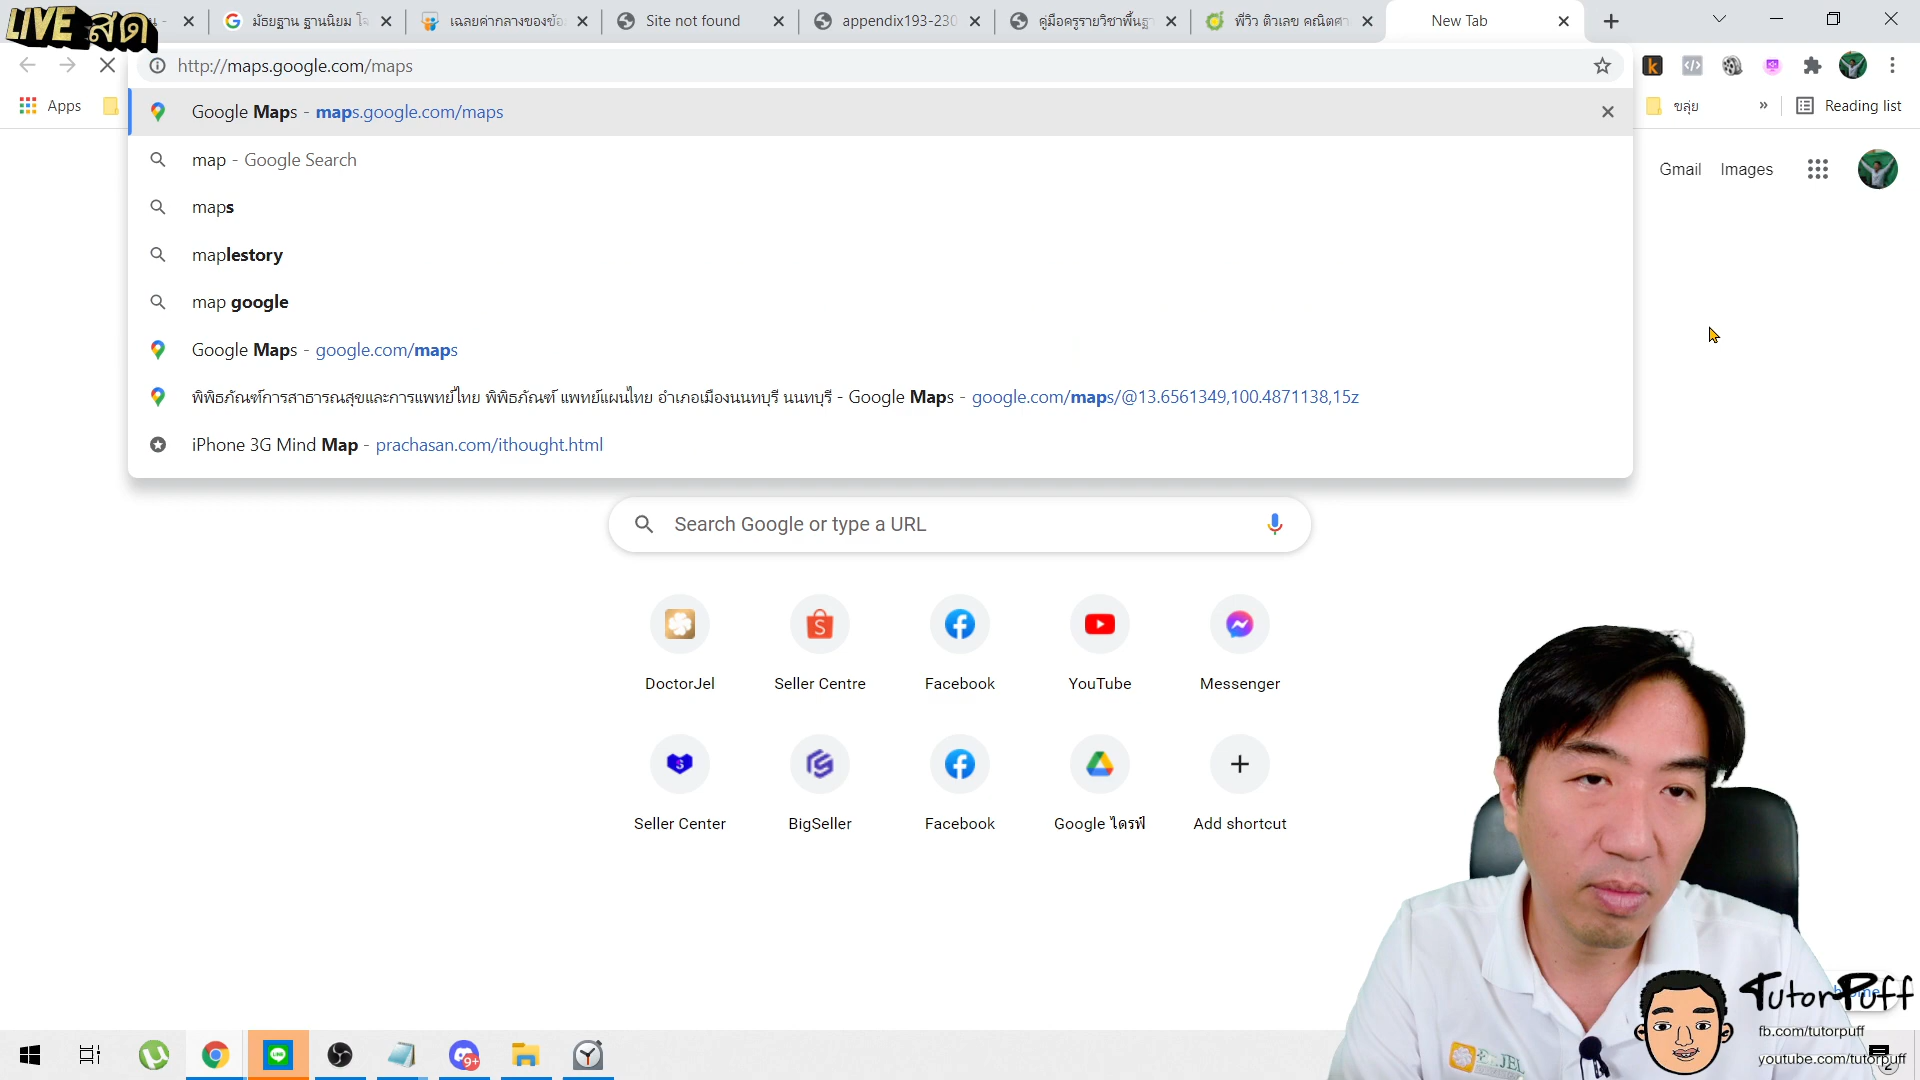 LIVE สด
มัธยฐาน ฐานนิยม โจ
เฉลยค่ากลางของข้อ
Site not found
appendix193-230
คู่มือครูรายวิชาพื้นฐา
พี่วิว ติวเลข คณิตศา
New Tab
http://maps.google.com/maps
Apps
ขลุ่ย
»
Reading list
Google Maps - maps.google.com/maps
map - Google Search
maps
maplestory
map google
Google Maps - google.com/maps
พิพิธภัณฑ์การสาธารณสุขและการแพทย์ไทย พิพิธภัณฑ์ แพทย์แผนไทย อำเภอเมืองนนทบุรี นนทบุรี - Google Maps - google.com/maps/@13.6561349,100.4871138,15z
iPhone 3G Mind Map - prachasan.com/ithought.html
Gmail
Images
Search Google or type a URL
DoctorJel
Seller Centre
Facebook
YouTube
Messenger
Seller Center
BigSeller
Facebook
Google ไดรฟ์
Add shortcut
TutorPuff
fb.com/tutorpuff
youtube.com/tutorpuff
9+
2